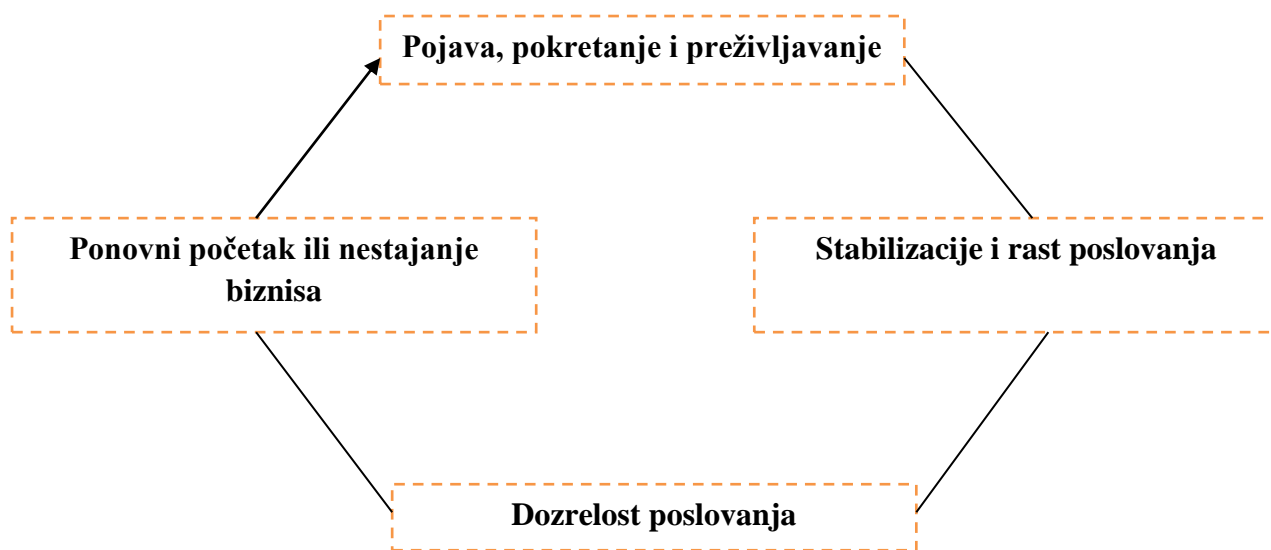 Pojava, pokretanje i preživljavanje
Ponovni početak ili nestajanje
biznisa
Stabilizacije i rast poslovanja
Dozrelost poslovanja